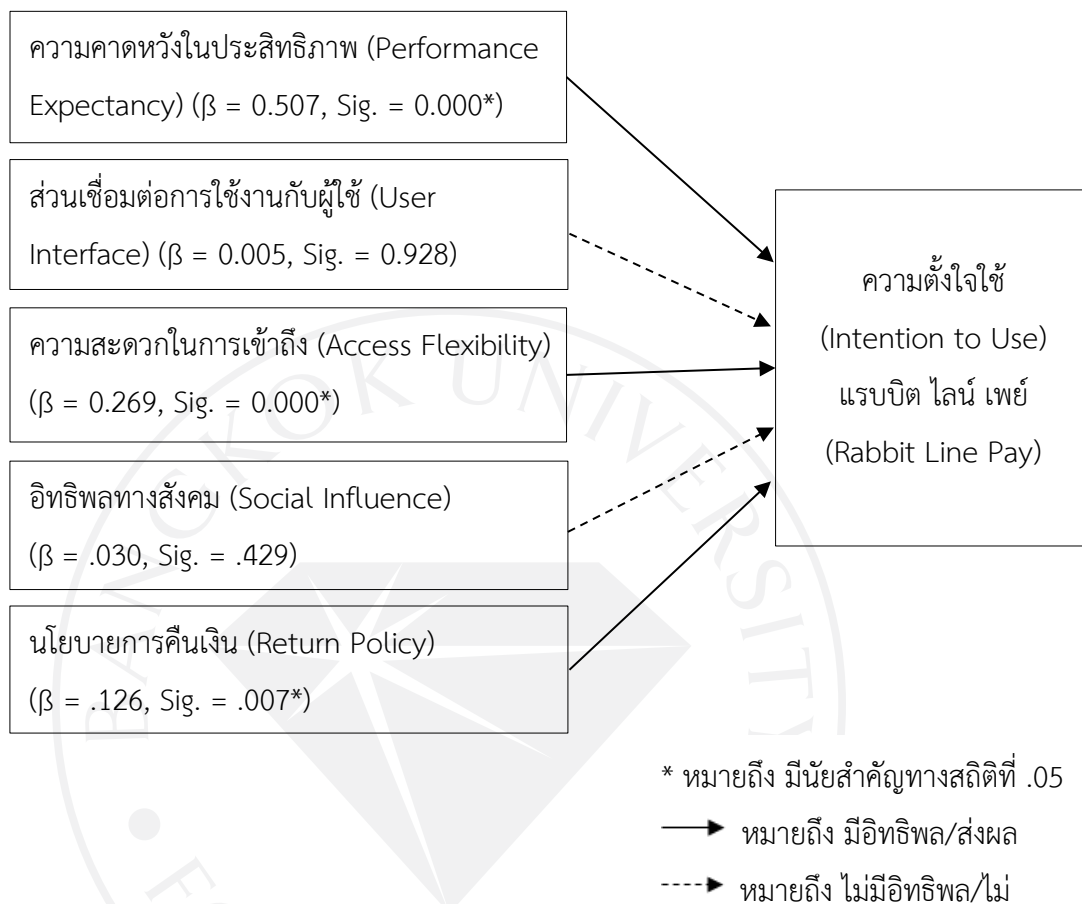 ความคาดหวังในประสิทธิภาพ (Performance
Expectancy) (β = 0.507, Sig. = 0.000*)
ส่วนเชื่อมต่อการใช้งานกับผู้ใช้ (User
Interface) (β = 0.005, Sig. = 0.928)
ความสะดวกในการเข้าถึง (Access Flexibility)
(β = 0.269, Sig. = 0.000*)
อิทธิพลทางสังคม (Social Influence)
(β = .030, Sig. = .429)
นโยบายการคืนเงิน (Return Policy)
(β = .126, Sig. = .007*)
ความตั้งใจใช้
(Intention to Use)
แรบบิต ไลน์ เพย์
(Rabbit Line Pay)
* หมายถึง มีนัยสำคัญทางสถิติที่ .05
หมายถึง มีอิทธิพล/ส่งผล
หมายถึง ไม่มีอิทธิพล/ไม่
BANGKOK UNIVERSITY